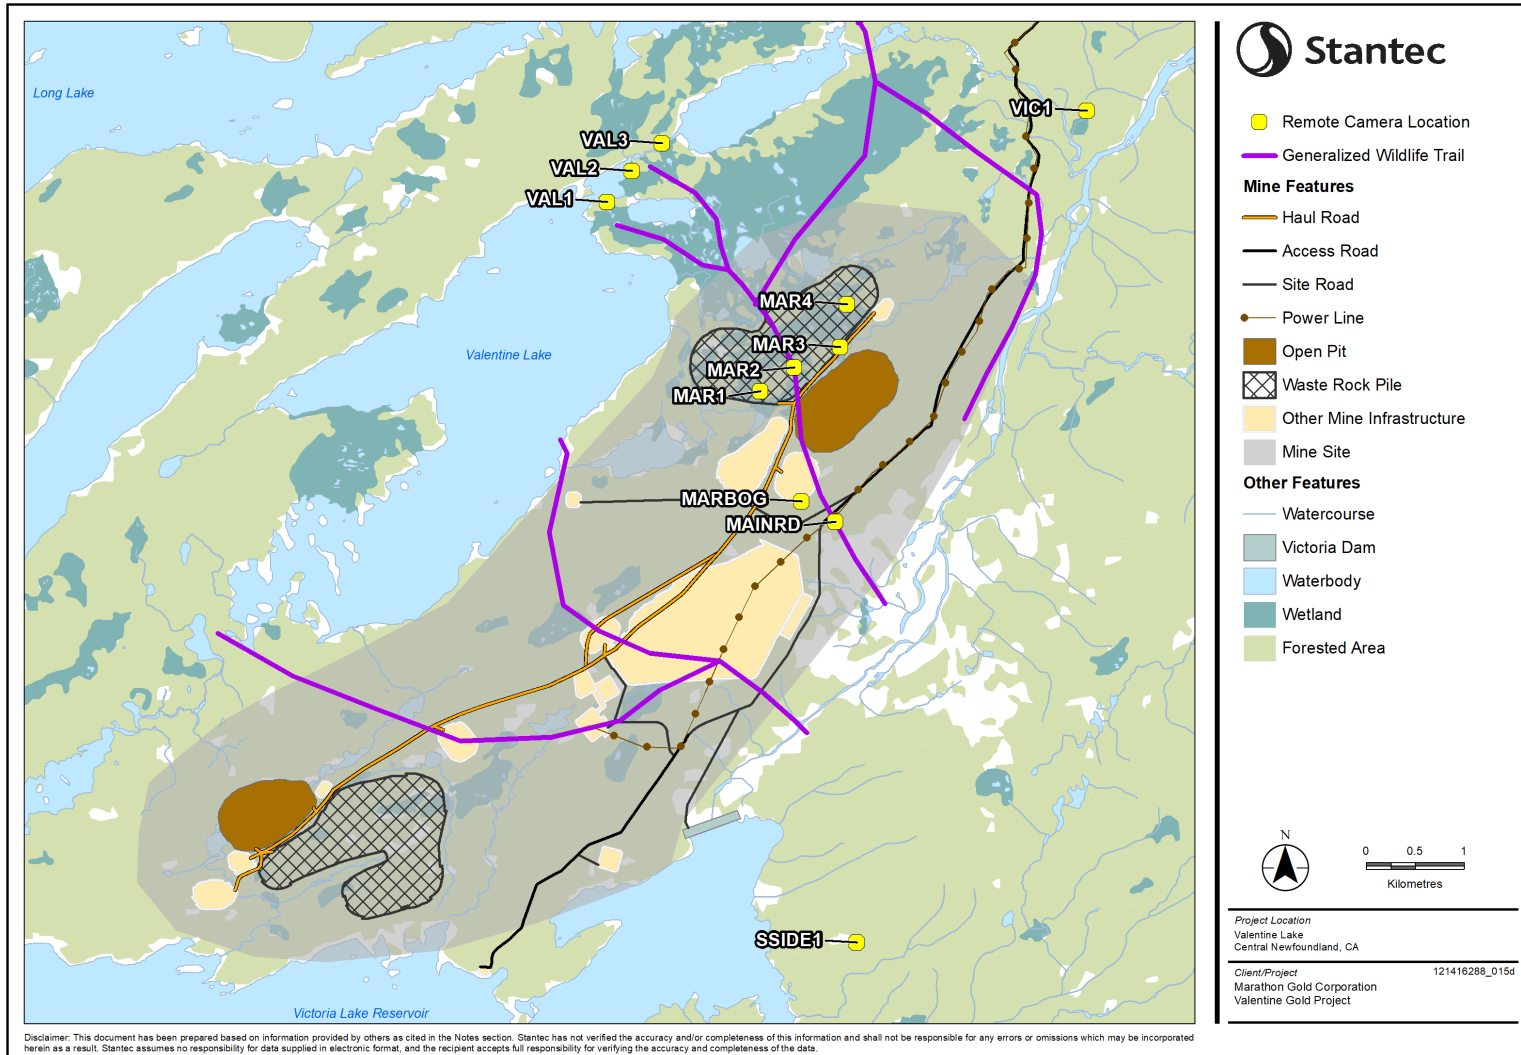 Long Lake
VAL3
VAL2
VAL1
VIC1
Valentine Lake
MAR4
MAR3
MAR2
MAR1
MARBOG
MAINRD
SSIDE1
Victoria Lake Reservoir
Stantec
Remote Camera Location
Generalized Wildlife Trail
Mine Features
Haul Road
Access Road
Site Road
Power Line
Open Pit
Waste Rock Pile
Other Mine Infrastructure
Mine Site
Other Features
Watercourse
Victoria Dam
Waterbody
Wetland
Forested Area
N
0 0.5 1
Kilometres
Project Location
Valentine Lake
Central Newfoundland, CA
Client/Project 121416288_015d
Marathon Gold Corporation
Valentine Gold Project
Disclaimer: This document has been prepared based on information provided by others as cited in the Notes section. Stantec has not verified the accuracy and/or completeness of this information and shall not be responsible for any errors or omissions which may be incorporated
herein as a result. Stantec assumes no responsibility for data supplied in electronic format, and the recipient accepts full responsibility for verifying the accuracy and completeness of the data.